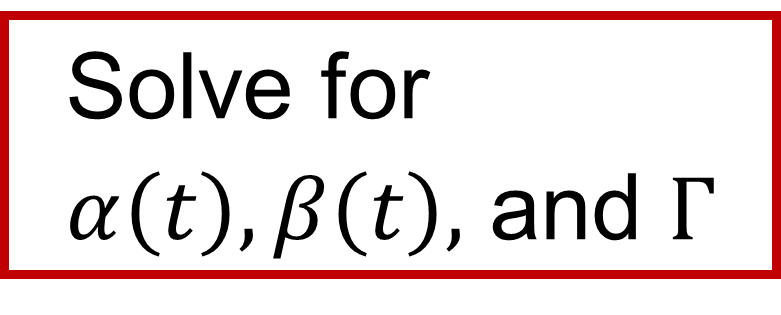 Solve for
𝛼(𝑡), 𝛽(𝑡), and Γ